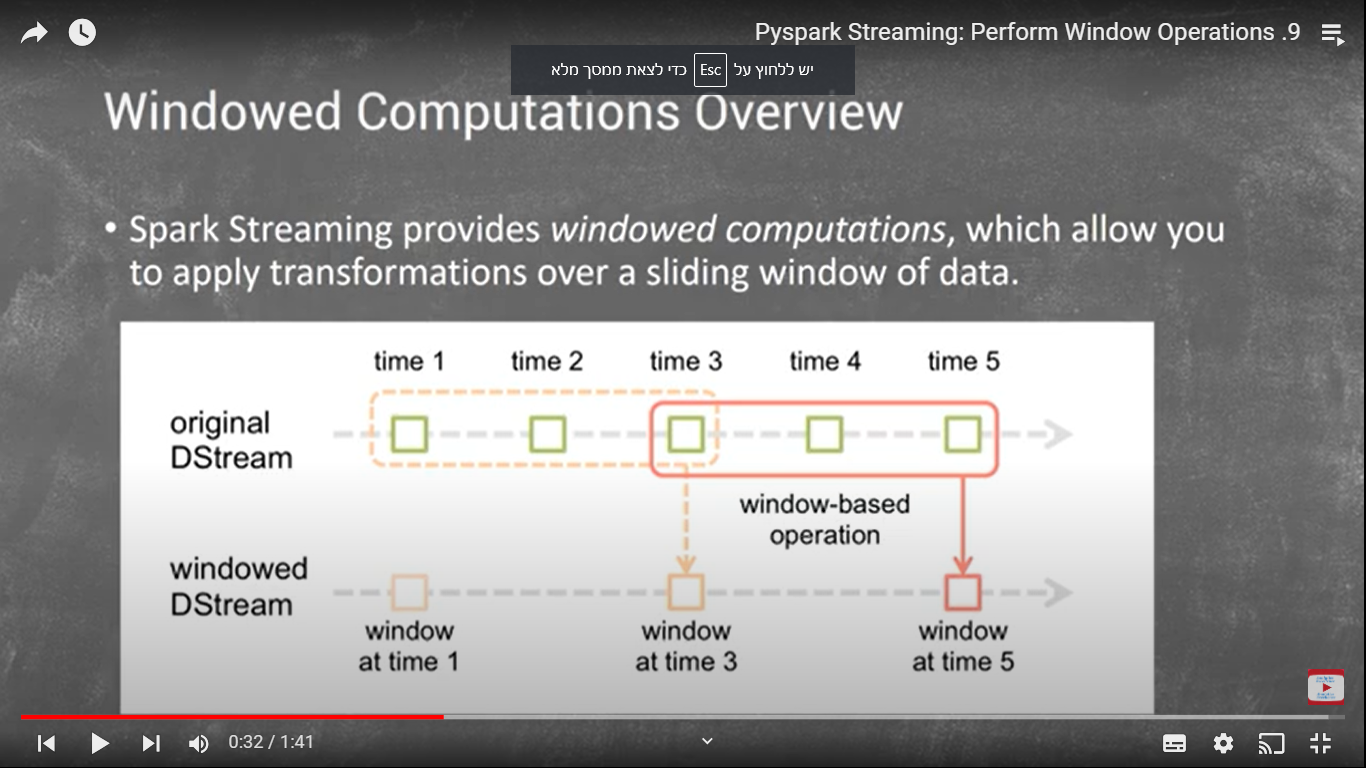 Pyspark Streaming: Perform Window Operations .9
יש ללחוץ על Esc כדי לצאת ממסך מלא
Windowed Computations Overview
• Spark Streaming provides windowed computations, which allow you
to apply transformations over a sliding window of data.
time 1 time 2 time 3 time 4 time 5
original
DStream
window-based
operation
windowed
DStream
window
at time 1
window
at time 3
window
at time 5
0:32 / 1:41